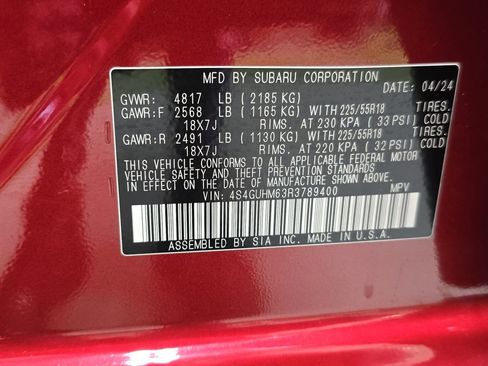 MFD BY SUBARU CORPORATION
DATE: 04/24
GVWR: 4817 LB ( 2185 KG)
GAWR:F 2568 LB ( 1165 KG) WITH 225/55R18 TIRES.
18X7J RIMS. AT 230 KPA ( 33 PSI) COLD
GAWR:R 2491 LB ( 1130 KG) WITH 225/55R18 TIRES.
18X7J RIMS. AT 220 KPA ( 32 PSI) COLD
THIS VEHICLE CONFORMS TO ALL APPLICABLE FEDERAL MOTOR
VEHICLE SAFETY AND THEFT PREVENTION STANDARDS
IN EFFECT ON THE DATE OF MANUFACTURE SHOWN ABOVE.
VIN: 4S4GUHM63R3789400 MPV
ASSEMBLED BY SIA INC. MADE IN U.S.A.